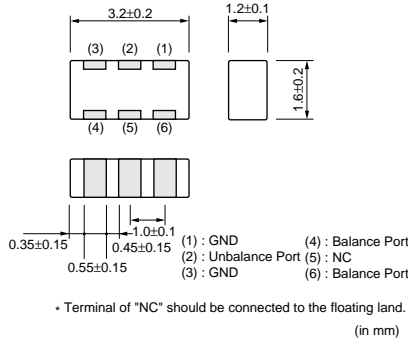 3.2±0.2
1.2±0.1
(3) (2) (1)
1.6±0.2
(4) (5) (6)
1.0±0.1
0.35±0.15
0.45±0.15
0.55±0.15
(1) : GND (4) : Balance Port
(2) : Unbalance Port (5) : NC
(3) : GND (6) : Balance Port
* Terminal of "NC" should be connected to the floating land.
(in mm)